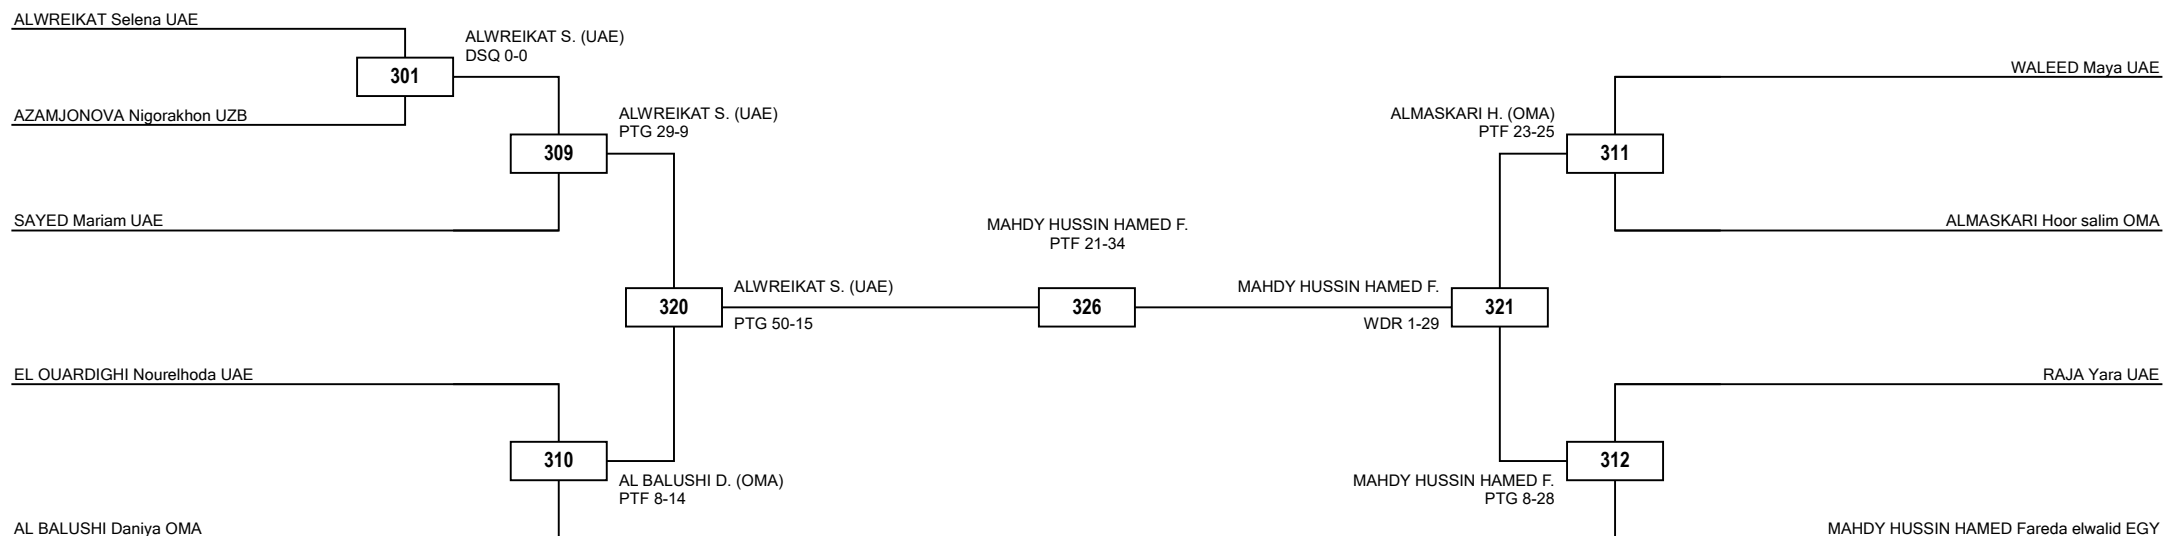 ALWREIKAT Selena UAE
ALWREIKAT S. (UAE)
DSQ 0-0
301
WALEED Maya UAE
AZAMJONOVA Nigorakhon UZB
ALWREIKAT S. (UAE)
PTG 29-9
ALMASKARI H. (OMA)
PTF 23-25
309
311
SAYED Mariam UAE
MAHDY HUSSIN HAMED F.
PTF 21-34
ALMASKARI Hoor salim OMA
ALWREIKAT S. (UAE)
MAHDY HUSSIN HAMED F.
320
326
321
PTG 50-15
WDR 1-29
EL OUARDIGHI Nourelhoda UAE
RAJA Yara UAE
310
312
AL BALUSHI D. (OMA)
PTF 8-14
MAHDY HUSSIN HAMED F.
PTG 8-28
AL BALUSHI Daniya OMA
MAHDY HUSSIN HAMED Fareda elwalid EGY